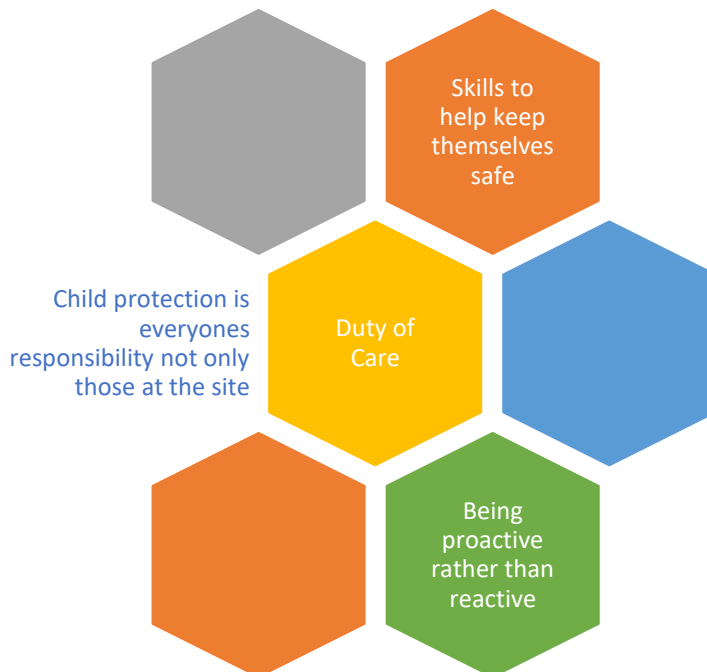 Skills to
help keep
themselves
safe
Child protection is
everyones
responsibility not only
those at the site
Duty of
Care
Being
proactive
rather than
reactive